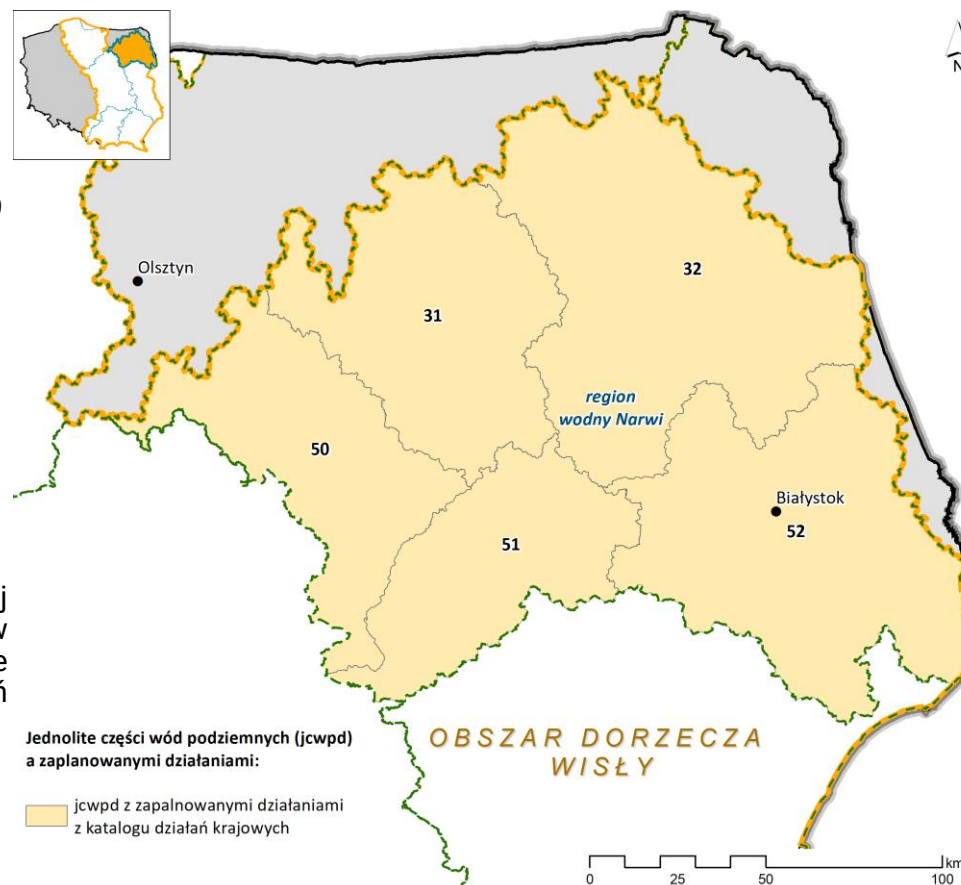 N
Olsztyn
32
31
region
wodny Narwi
50
Białystok
51
52
j
w
e
ń
Jednolite części wód podziemnych (jcwpd)
a zaplanowanymi działaniami:
OBSZAR DORZECZA
WISŁY
jcwpd z zapalnowanymi działaniami
z katalogu działań krajowych
km
0 25 50 100